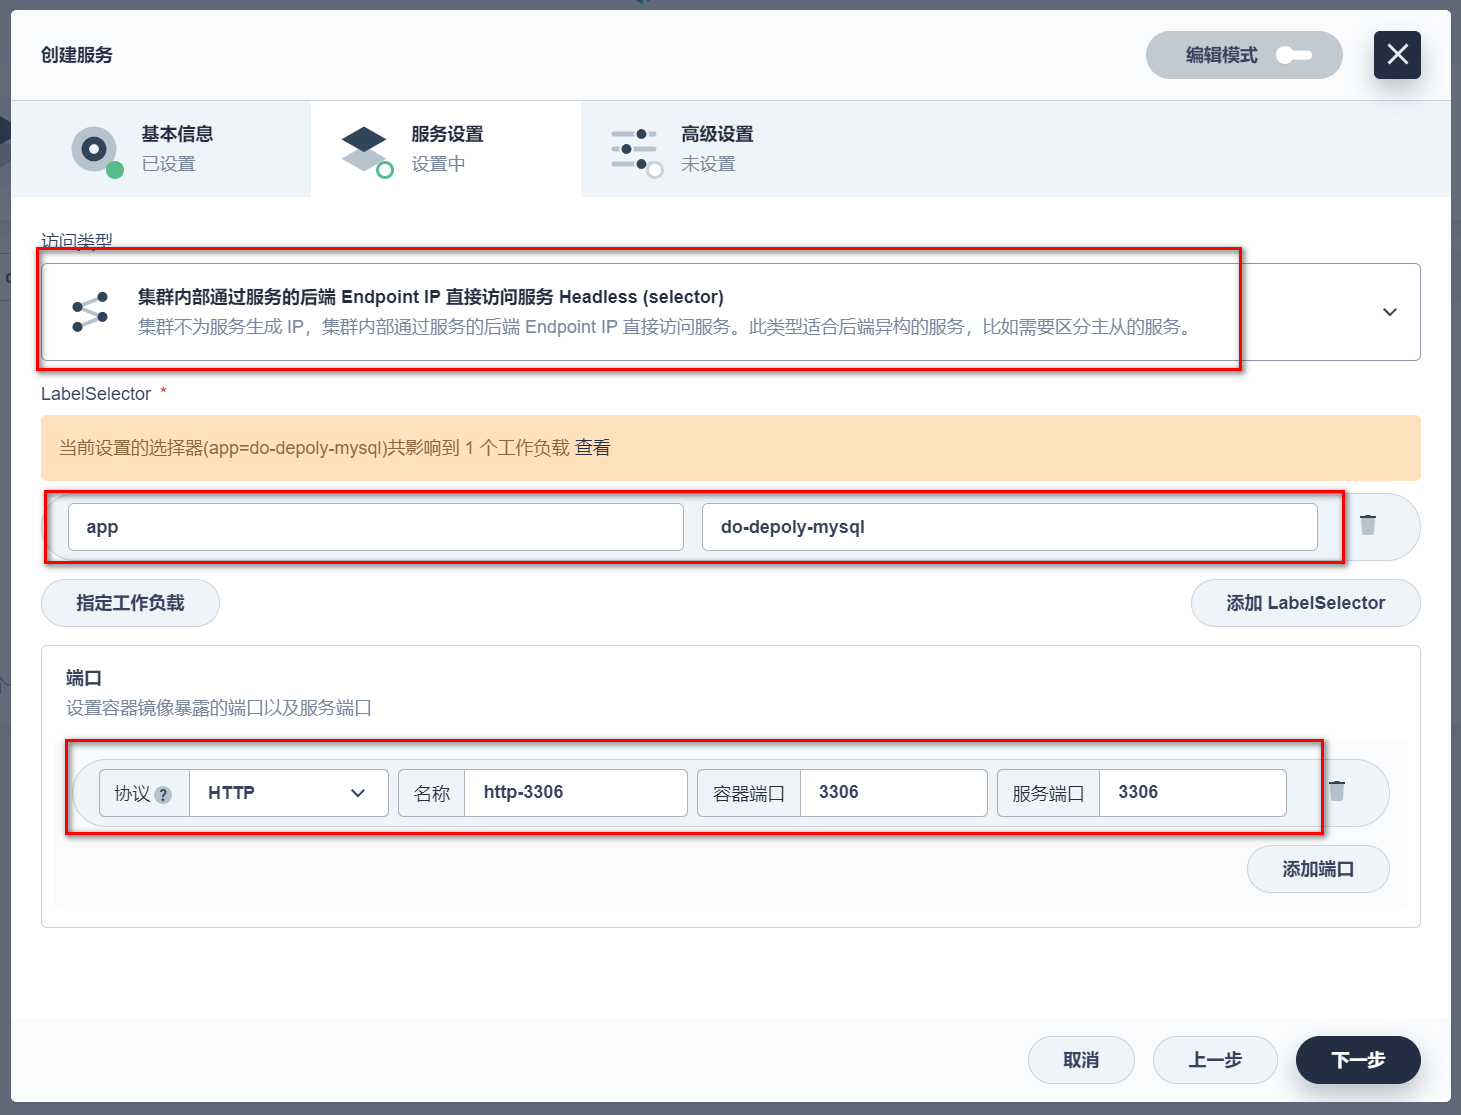 创建服务
编辑模式
基本信息
已设置
服务设置
设置中
高级设置
未设置
访问类型
集群内部通过服务的后端 Endpoint IP 直接访问服务 Headless (selector)
集群不为服务生成 IP，集群内部通过服务的后端 Endpoint IP 直接访问服务。此类型适合后端异构的服务，比如需要区分主从的服务。
LabelSelector *
当前设置的选择器(app=do-depoly-mysql)共影响到 1 个工作负载 查看
app
do-depoly-mysql
指定工作负载
添加 LabelSelector
端口
设置容器镜像暴露的端口以及服务端口
协议 ? HTTP 名称 http-3306 容器端口 3306 服务端口 3306
添加端口
取消
上一步
下一步